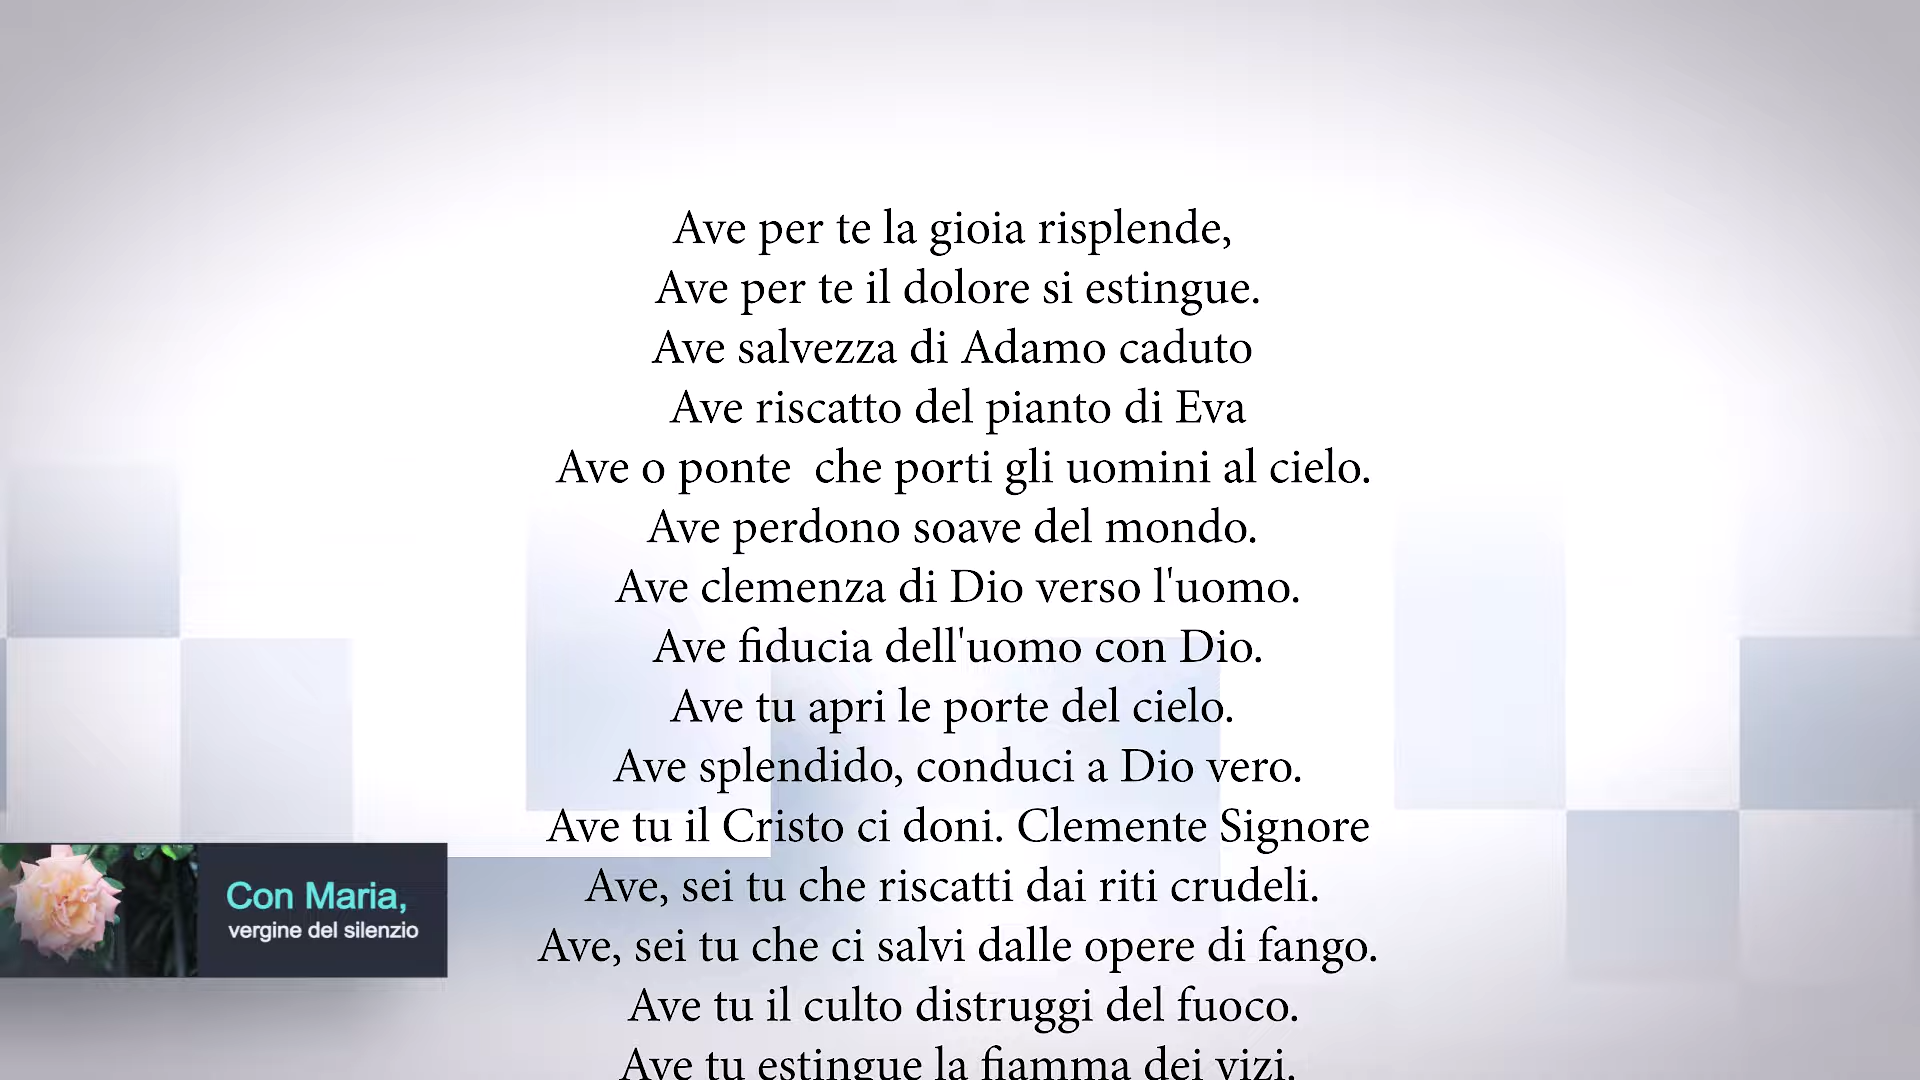 Ave per te la gioia risplende,
Ave per te il dolore si estingue.
Ave salvezza di Adamo caduto
Ave riscatto del pianto di Eva
Ave o ponte  che porti gli uomini al cielo.
Ave perdono soave del mondo.
Ave clemenza di Dio verso l'uomo.
Ave fiducia dell'uomo con Dio.
Ave tu apri le porte del cielo.
Ave splendido, conduci a Dio vero.
Ave tu il Cristo ci doni. Clemente Signore
Ave, sei tu che riscatti dai riti crudeli.
Ave, sei tu che ci salvi dalle opere di fango.
Ave tu il culto distruggi del fuoco.
Ave tu estingue la fiamma dei vizi.
Con Maria,
vergine del silenzio